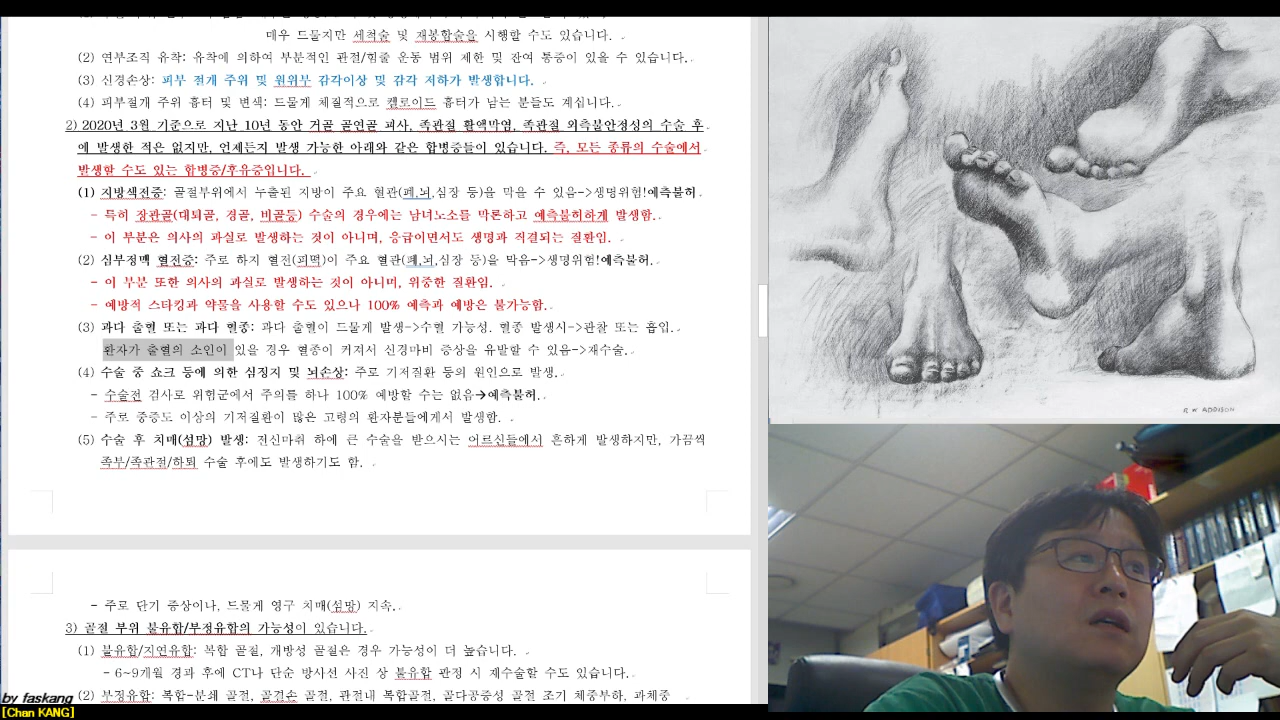 매우 드물지만 세척술 및 재봉합술을 시행할 수도 있습니다.
(2) 연부조직 유착: 유착에 의하여 부분적인 관절/힘줄 운동 범위 제한 및 잔여 통증이 있을 수 있습니다.
(3) 신경손상: 피부 절개 주위 및 원위부 감각이상 및 감각 저하가 발생합니다.
(4) 피부절개 주위 흉터 및 변색: 드물게 체질적으로 켈로이드 흉터가 남는 분들도 계십니다.
2) 2020년 3월 기준으로 지난 10년 동안 거골 골연골 괴사, 족관절 활액막염, 족관절 외측불안정성의 수술 후
에 발생한 적은 없지만, 언제든지 발생 가능한 아래와 같은 합병증들이 있습니다. 즉, 모든 종류의 수술에서
발생할 수도 있는 합병증/후유증입니다.
(1) 지방색전증: 골절부위에서 누출된 지방이 주요 혈관(폐,뇌,심장 등)을 막을 수 있음->생명위험!예측불허
- 특히 장관골(대퇴골, 경골, 비골등) 수술의 경우에는 남녀노소를 막론하고 예측불허하게 발생함.
- 이 부분은 의사의 과실로 발생하는 것이 아니며, 응급이면서도 생명과 직결되는 질환임.
(2) 심부정맥 혈전증: 주로 하지 혈전(피떡)이 주요 혈관(폐,뇌,심장 등)을 막음->생명위험!예측불허.
- 이 부분 또한 의사의 과실로 발생하는 것이 아니며, 위중한 질환임.
- 예방적 스타킹과 약물을 사용할 수도 있으나 100% 예측과 예방은 불가능함.
(3) 과다 출혈 또는 과다 혈종: 과다 출혈이 드물게 발생->수혈 가능성. 혈종 발생시->관찰 또는 흡입.
환자가 출혈의 소인이 있을 경우 혈종이 커져서 신경마비 증상을 유발할 수 있음->재수술.
(4) 수술 중 쇼크 등에 의한 심장지 및 뇌손상: 주로 기저질환 등의 원인으로 발생.
- 수술전 검사로 위험군에서 주의를 하나 100% 예방할 수는 없음→예측불허.
- 주로 중증도 이상의 기저질환이 많은 고령의 환자분들에게서 발생함.
(5) 수술 후 치매(섬망) 발생: 전신마취 하에 큰 수술을 받으시는 어르신들에서 흔하게 발생하지만, 가끔씩
족부/족관절/하퇴 수술 후에도 발생하기도 함.
- 주로 단기 증상이나, 드물게 영구 치매(섬망) 지속.
3) 골절 부위 불유합/부정유합의 가능성이 있습니다.
(1) 불유합/지연유합: 복합 골절, 개방성 골절은 경우 가능성이 더 높습니다.
- 6~9개월 경과 후에 CT나 단순 방사선 사진 상 불유합 판정 시 재수술할 수도 있습니다.
(2) 부정유합: 복합-분쇄 골절, 골결손 골절, 관절내 복합골절, 골다공증성 골절 조기 체중부하, 과체중
R W ADDISON
by faskang
[Chan KANG]